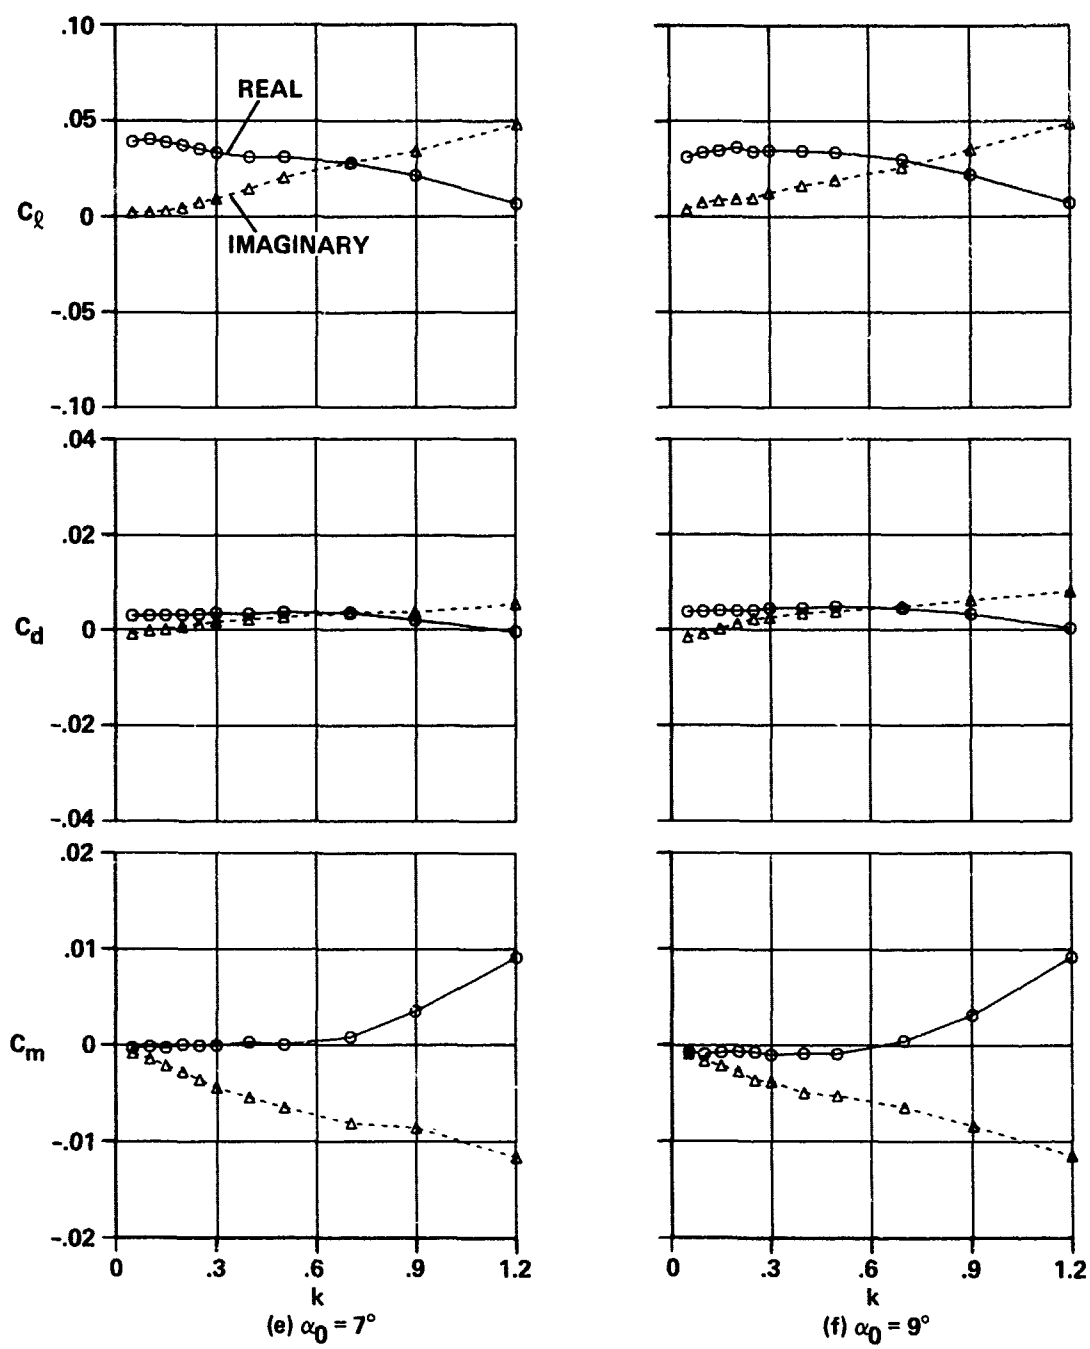 .10
.05
0
-.05
-.10
C_ℓ
REAL
IMAGINARY
.04
.02
0
-.02
-.04
C_d
.02
.01
0
-.01
-.02
C_m
0 .3 .6 .9 1.2
k
(e) α_0 = 7°
0 .3 .6 .9 1.2
k
(f) α_0 = 9°